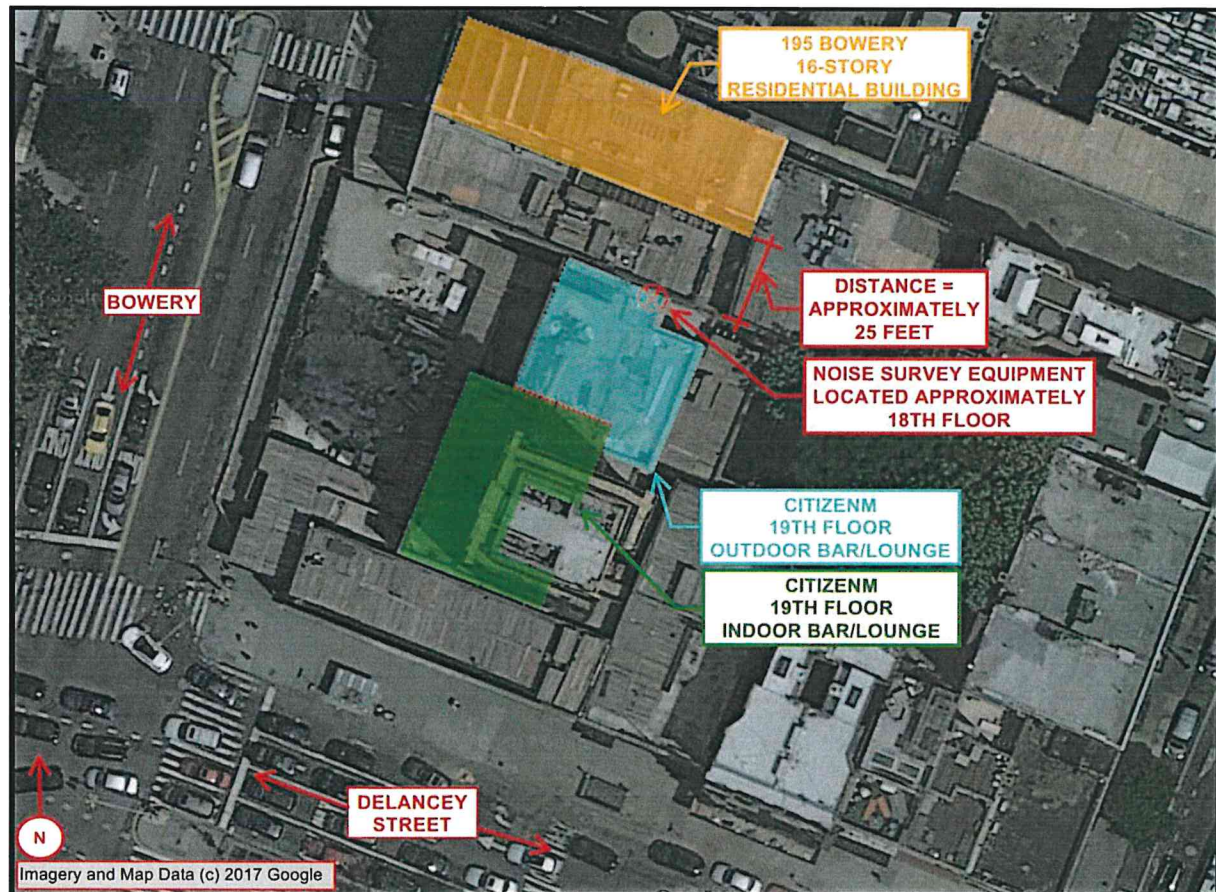 195 BOWERY
16-STORY
RESIDENTIAL BUILDING
BOWERY
DISTANCE =
APPROXIMATELY
25 FEET
NOISE SURVEY EQUIPMENT
LOCATED APPROXIMATELY
18TH FLOOR
CITIZENM
19TH FLOOR
OUTDOOR BAR/LOUNGE
CITIZENM
19TH FLOOR
INDOOR BAR/LOUNGE
DELANCEY
STREET
N
Imagery and Map Data (c) 2017 Google